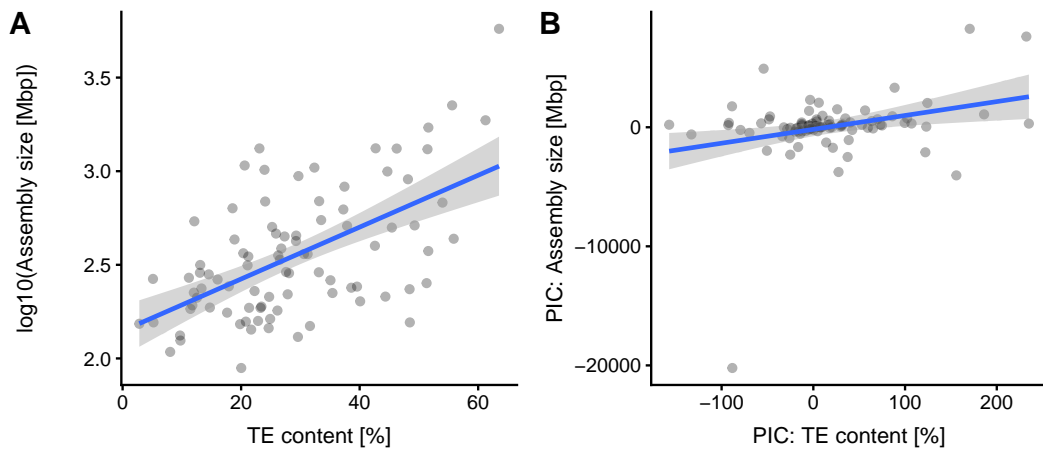 A
log10(Assembly size [Mbp])
3.5
3.0
2.5
2.0
0
20
40
60
TE content [%]
B
PIC: Assembly size [Mbp]
0
−10000
−20000
−100
0
100
200
PIC: TE content [%]